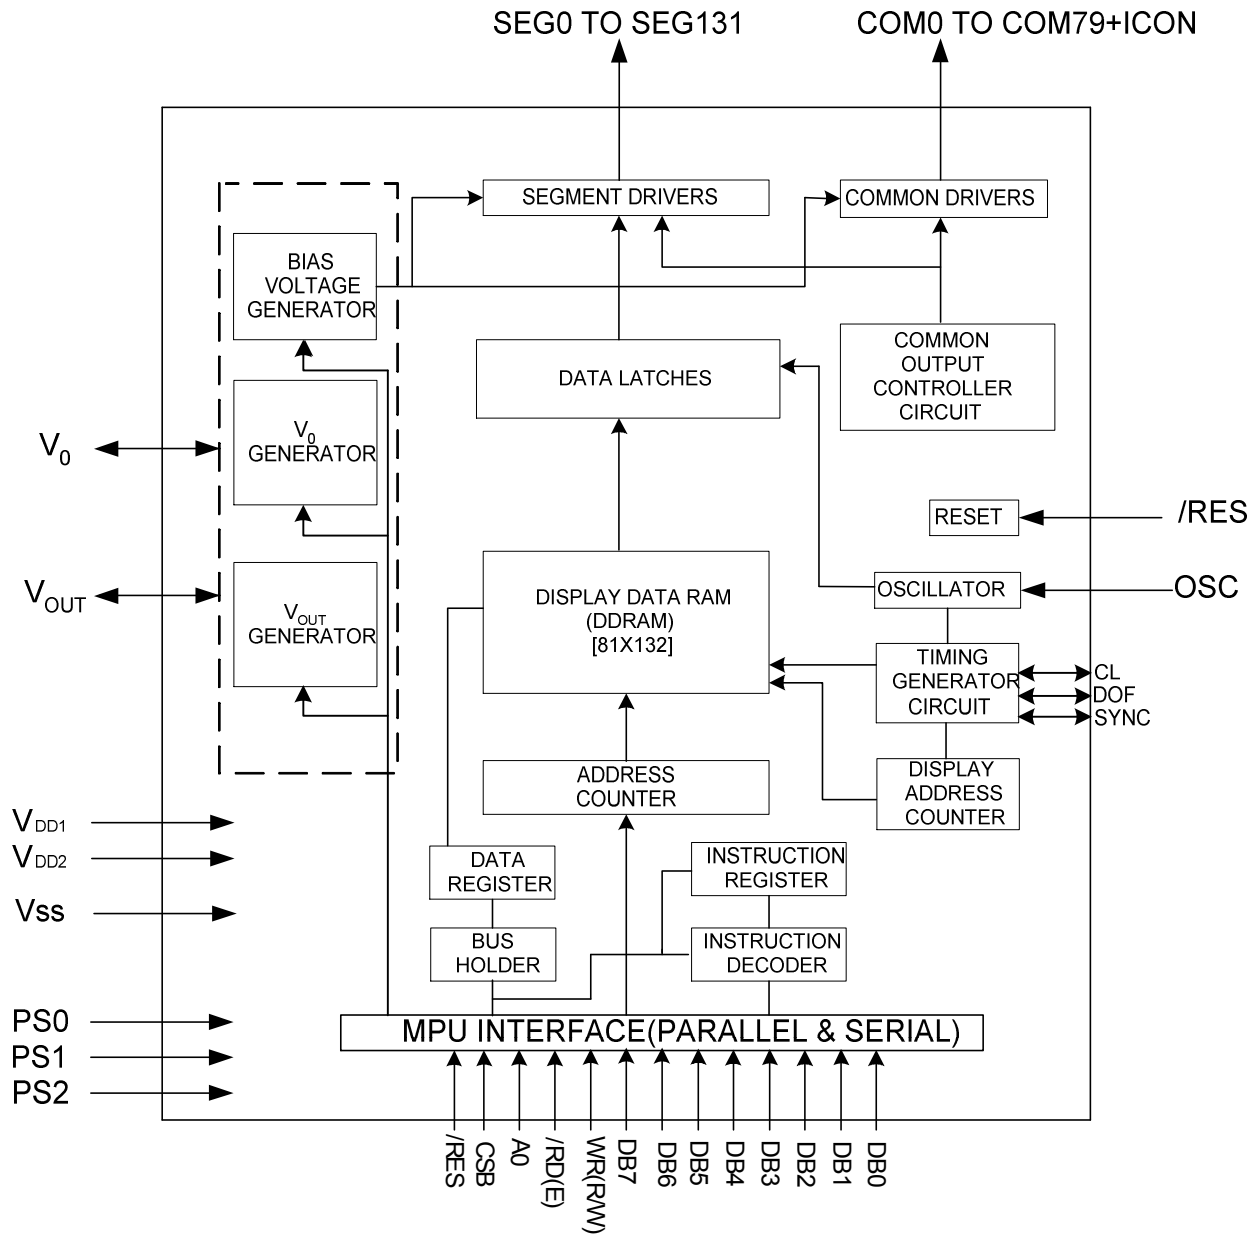 SEG0 TO SEG131
COM0 TO COM79+ICON
SEGMENT DRIVERS
COMMON DRIVERS
BIAS
VOLTAGE
GENERATOR
COMMON
OUTPUT
CONTROLLER
CIRCUIT
DATA LATCHES
V0
V0
GENERATOR
RESET
/RES
VOUT
VOUT
GENERATOR
DISPLAY DATA RAM
(DDRAM)
[81X132]
OSCILLATOR
OSC
TIMING
GENERATOR
CIRCUIT
CL
DOF
SYNC
ADDRESS
COUNTER
DISPLAY
ADDRESS
COUNTER
VDD1
VDD2
Vss
DATA
REGISTER
INSTRUCTION
REGISTER
BUS
HOLDER
INSTRUCTION
DECODER
PS0
PS1
PS2
MPU INTERFACE(PARALLEL & SERIAL)
/RES
CSB
A0
/RD(E)
WR(R/W)
DB7
DB6
DB5
DB4
DB3
DB2
DB1
DB0